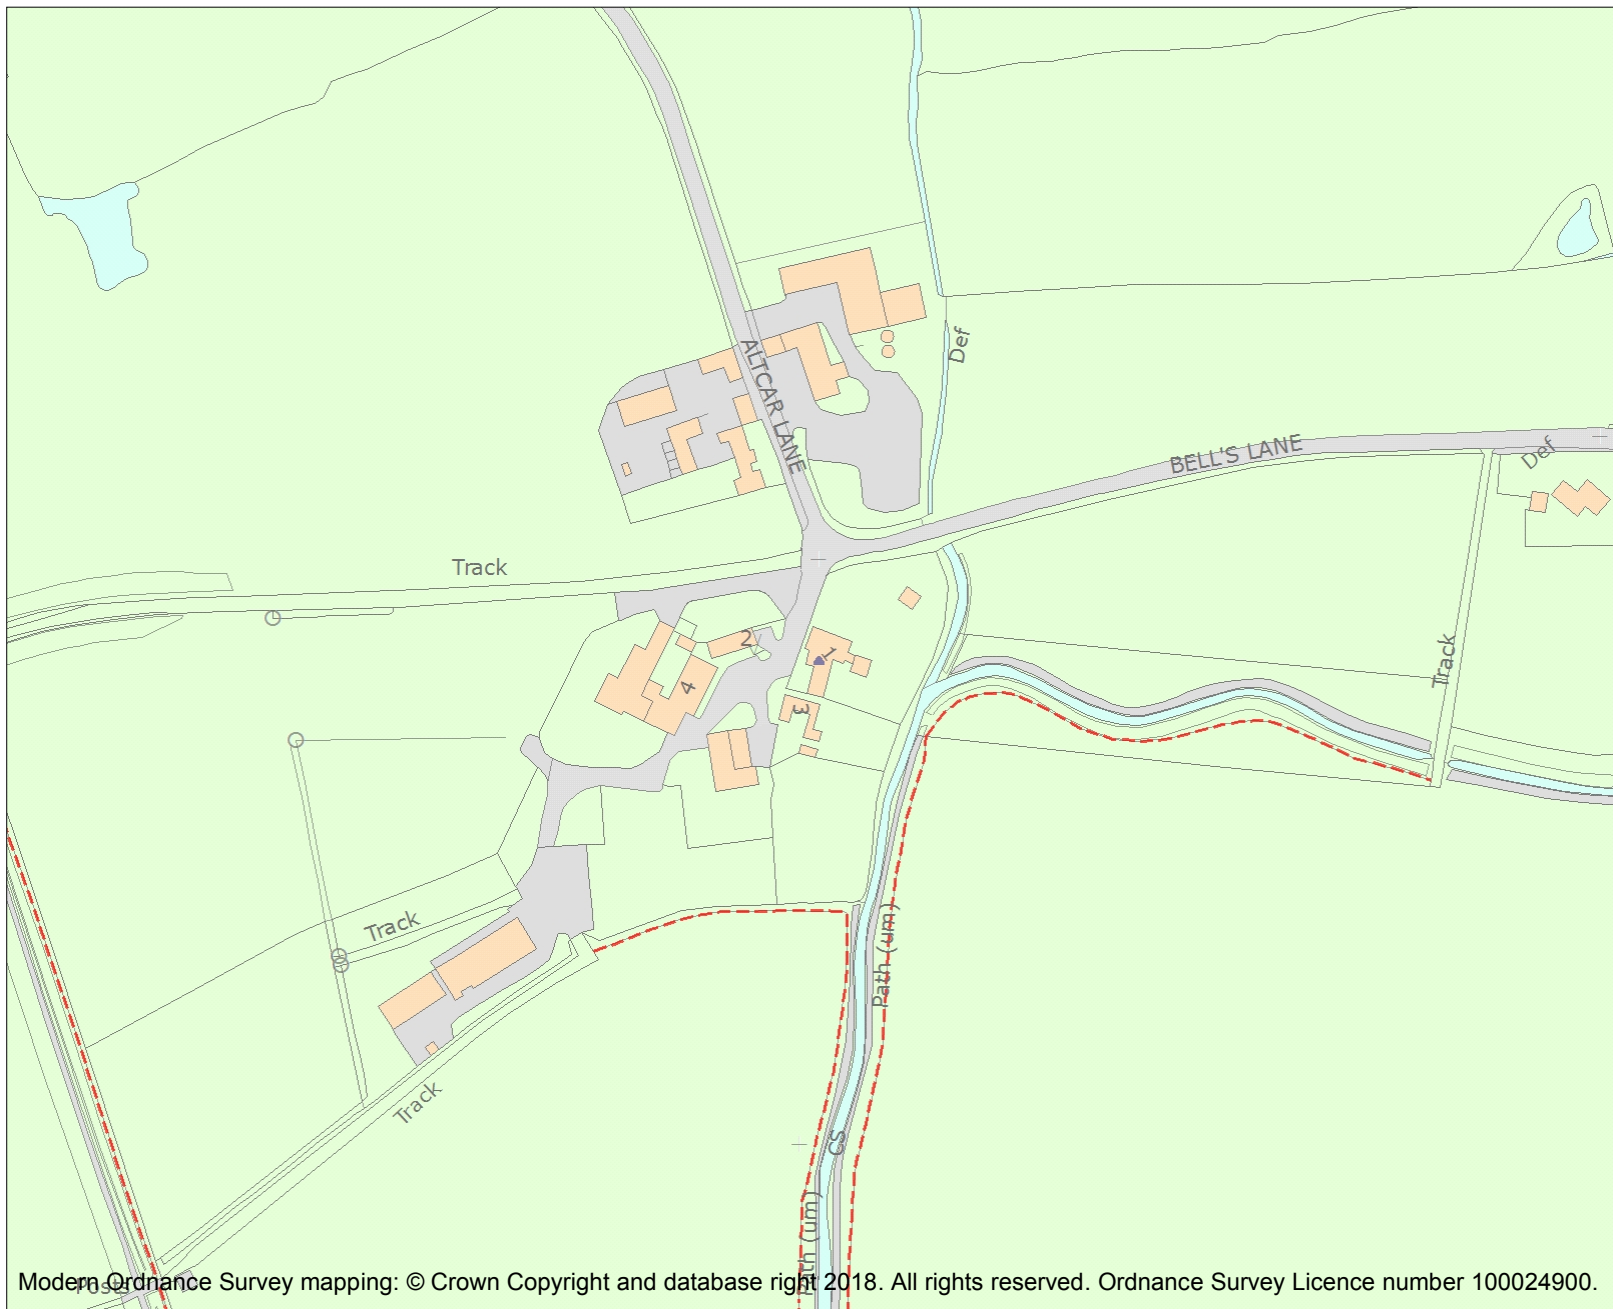 Def
ALTCAR LANE
BELL'S LANE
Def
Track
2
1
4
3
Track
Track
Path (um)
Track
CS
Path (um)
Posts
Modern Ordnance Survey mapping: © Crown Copyright and database right 2018. All rights reserved. Ordnance Survey Licence number 100024900.